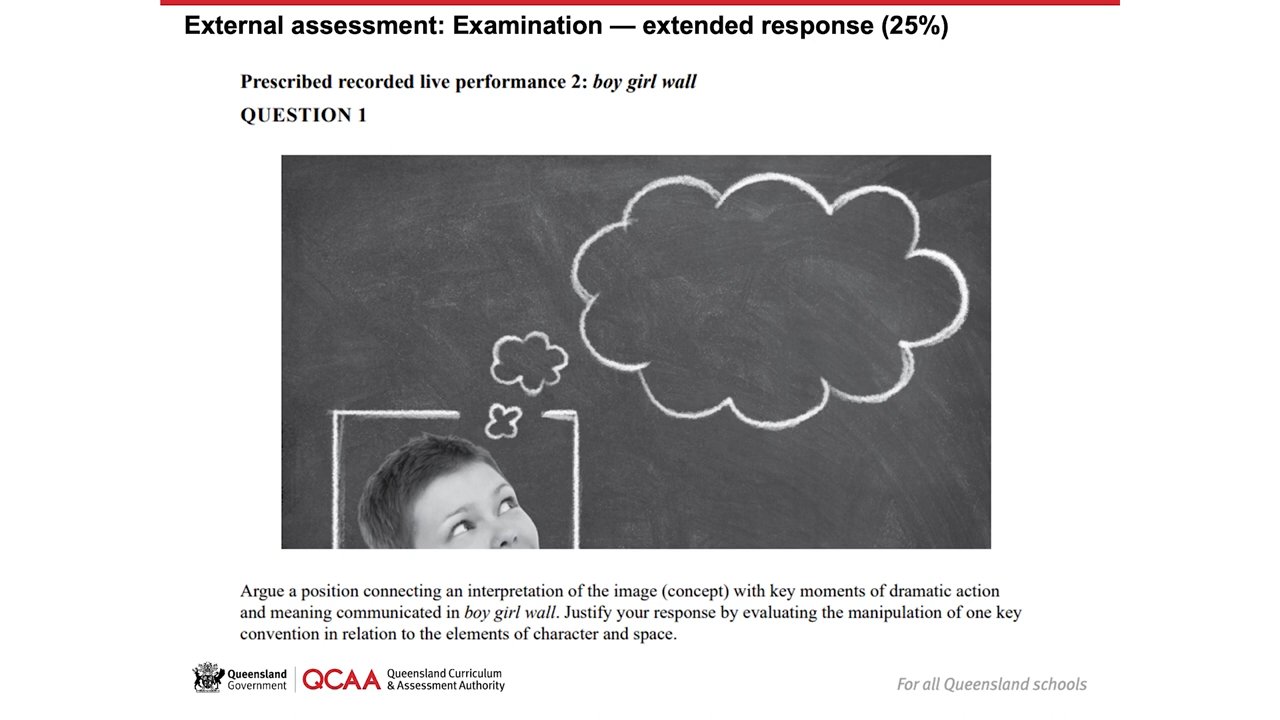 External assessment: Examination — extended response (25%)
Prescribed recorded live performance 2: boy girl wall
QUESTION 1
Argue a position connecting an interpretation of the image (concept) with key moments of dramatic action
and meaning communicated in boy girl wall. Justify your response by evaluating the manipulation of one key
convention in relation to the elements of character and space.
Queensland
Government
QCAA
Queensland Curriculum
& Assessment Authority
For all Queensland schools